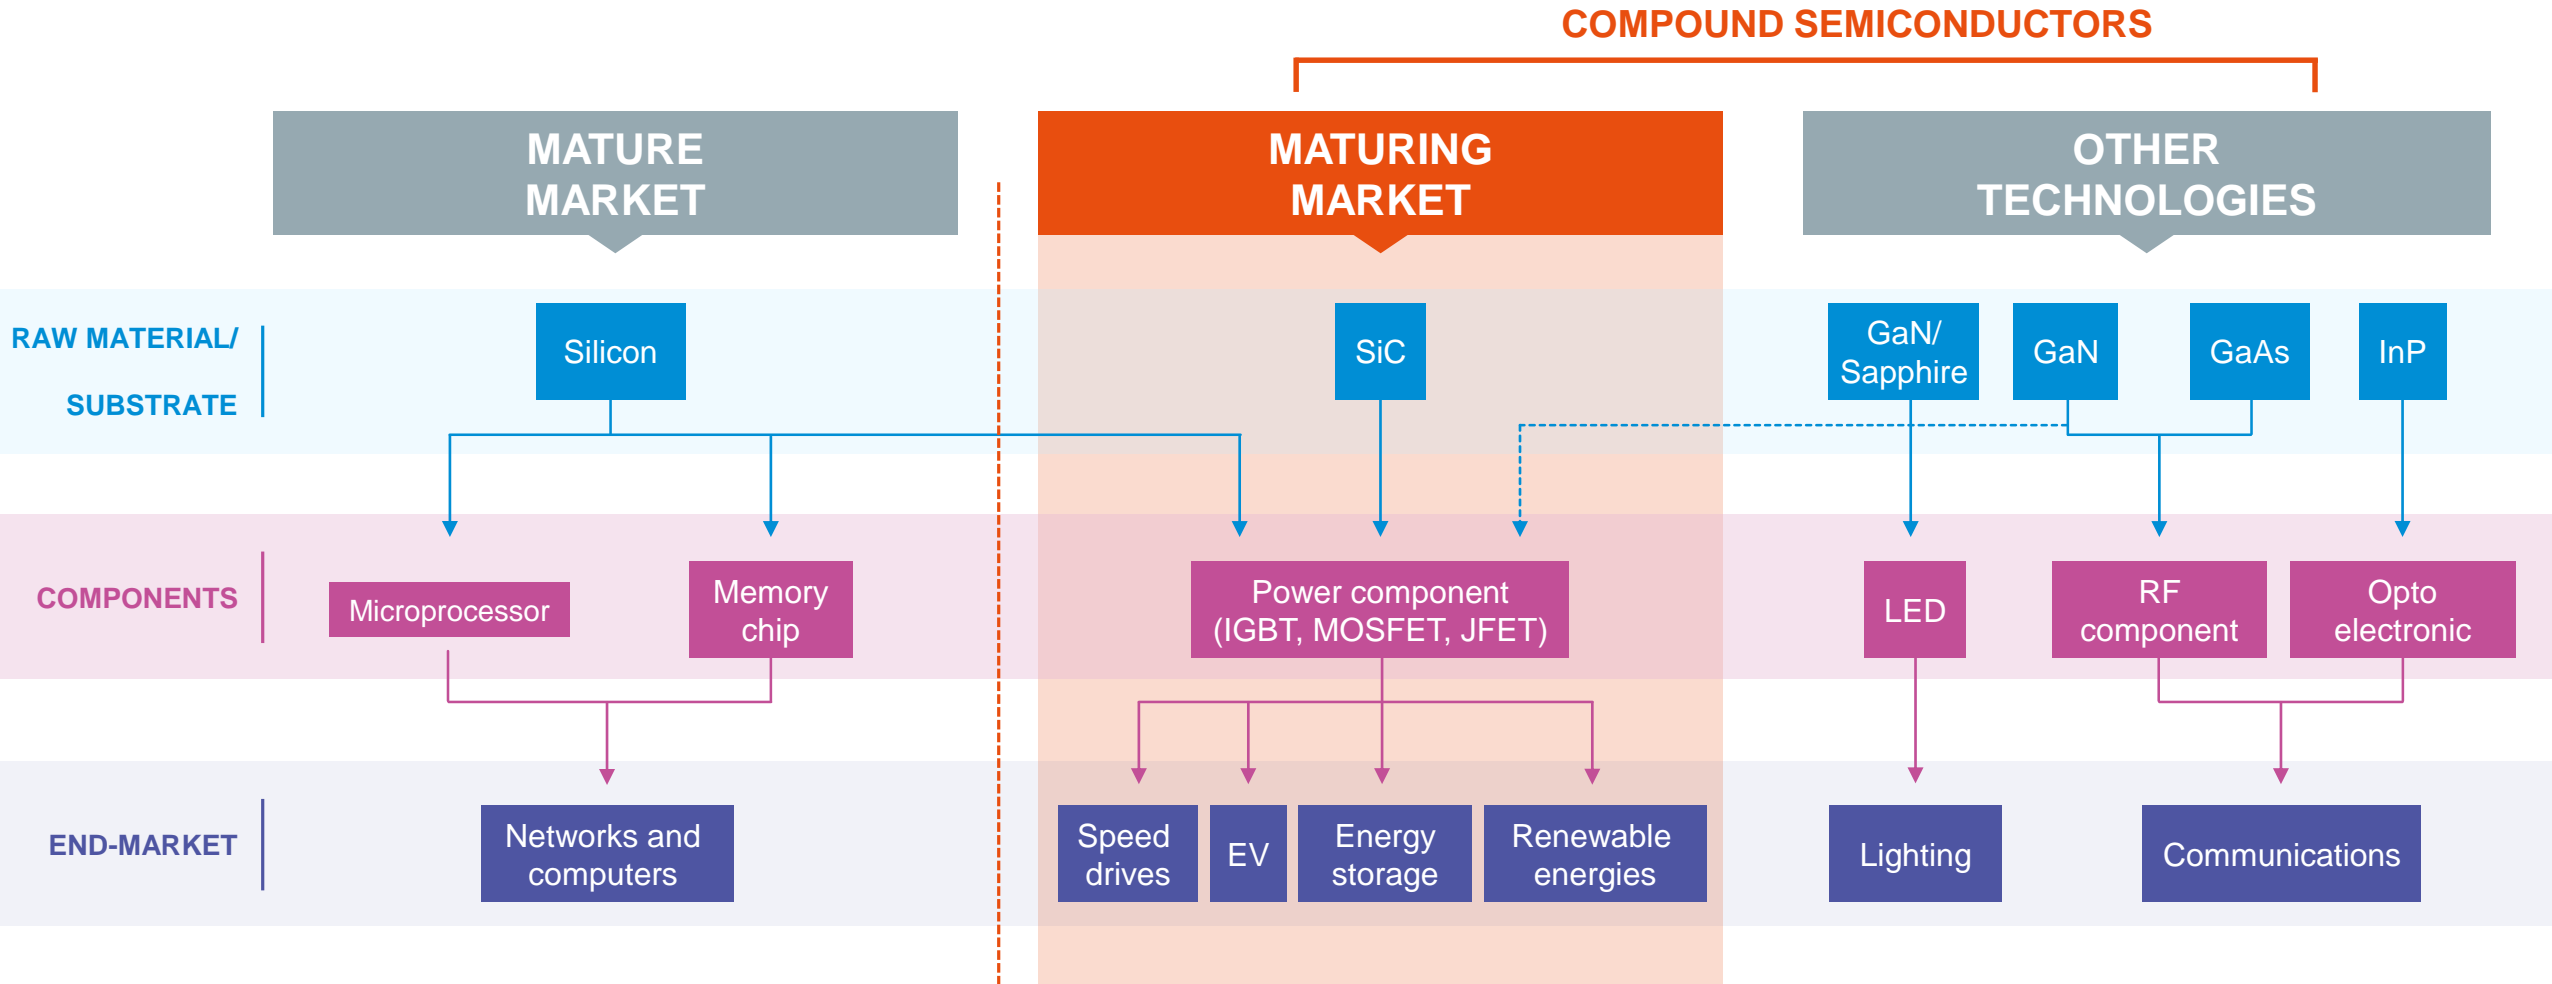 COMPOUND SEMICONDUCTORS
MATURE
MARKET
MATURING
MARKET
OTHER
TECHNOLOGIES
RAW MATERIAL/
SUBSTRATE
Silicon
SiC
GaN/
Sapphire
GaN
GaAs
InP
COMPONENTS
Microprocessor
Memory
chip
Power component
(IGBT, MOSFET, JFET)
LED
RF
component
Opto
electronic
END-MARKET
Networks and
computers
Speed
drives
EV
Energy
storage
Renewable
energies
Lighting
Communications